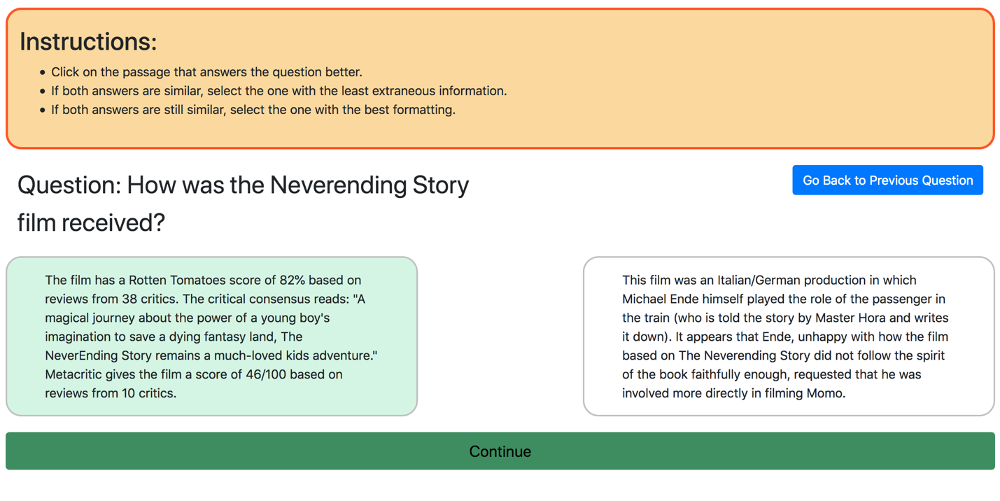 Instructions:
Click on the passage that answers the question better.
If both answers are similar, select the one with the least extraneous information.
If both answers are still similar, select the one with the best formatting.
Question: How was the Neverending Story
film received?
Go Back to Previous Question
The film has a Rotten Tomatoes score of 82% based on
reviews from 38 critics. The critical consensus reads: "A
magical journey about the power of a young boy's
imagination to save a dying fantasy land, The
NeverEnding Story remains a much-loved kids adventure."
Metacritic gives the film a score of 46/100 based on
reviews from 10 critics.
This film was an Italian/German production in which
Michael Ende himself played the role of the passenger in
the train (who is told the story by Master Hora and writes
it down). It appears that Ende, unhappy with how the film
based on The Neverending Story did not follow the spirit
of the book faithfully enough, requested that he was
involved more directly in filming Momo.
Continue